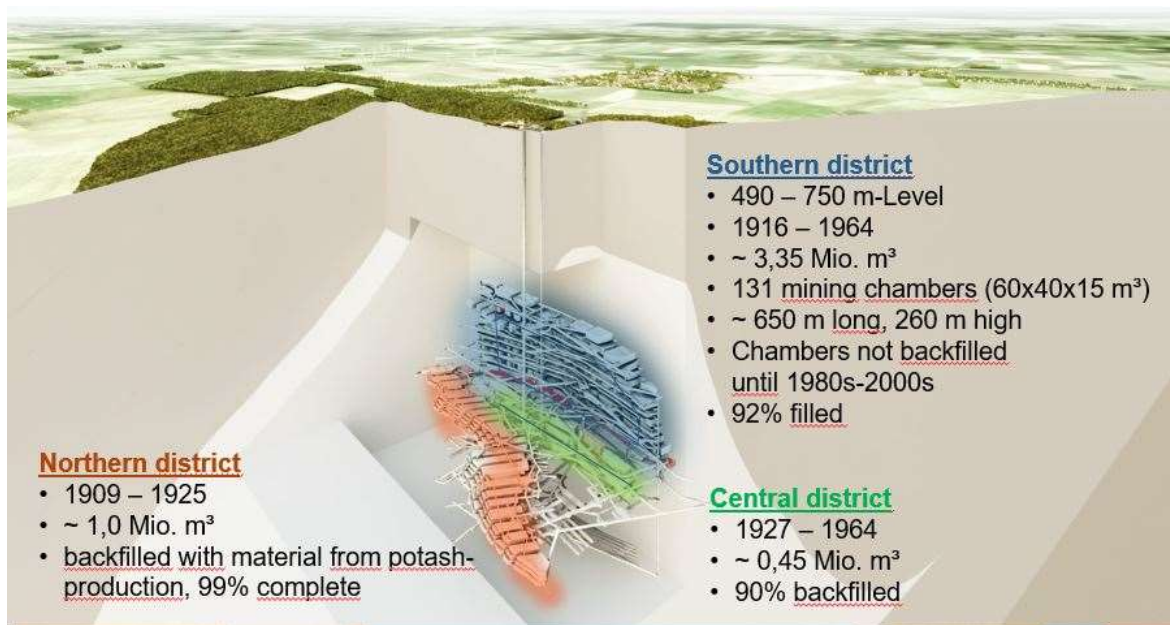 Southern district
• 490 – 750 m-Level
• 1916 – 1964
• ~ 3,35 Mio. m³
• 131 mining chambers (60x40x15 m³)
• ~ 650 m long, 260 m high
• Chambers not backfilled
until 1980s-2000s
• 92% filled
Northern district
• 1909 – 1925
• ~ 1,0 Mio. m³
• backfilled with material from potash-
production, 99% complete
Central district
• 1927 – 1964
• ~ 0,45 Mio. m³
• 90% backfilled